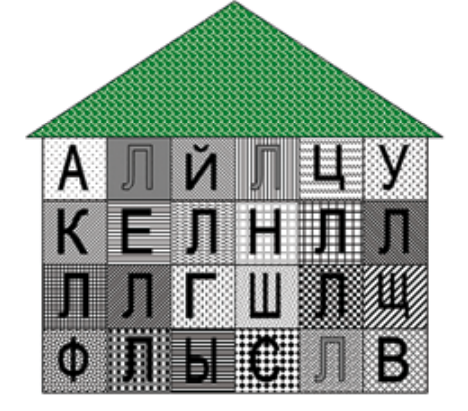 А Л Й Л Ц У
К Е Л Н Л Л
Л Л Г Ш Л Щ
Ф Л Ы С Л В